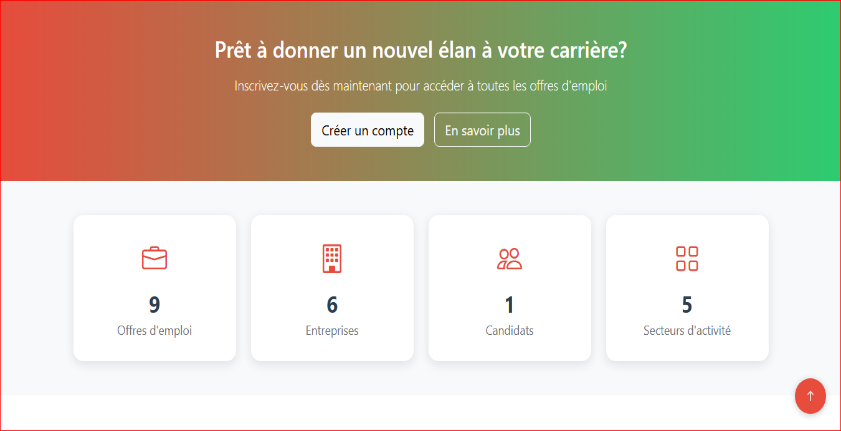 Prêt à donner un nouvel élan à votre carrière?
Inscrivez-vous dès maintenant pour accéder à toutes les offres d'emploi
Créer un compte
En savoir plus
9
Offres d'emploi
6
Entreprises
1
Candidats
5
Secteurs d'activité